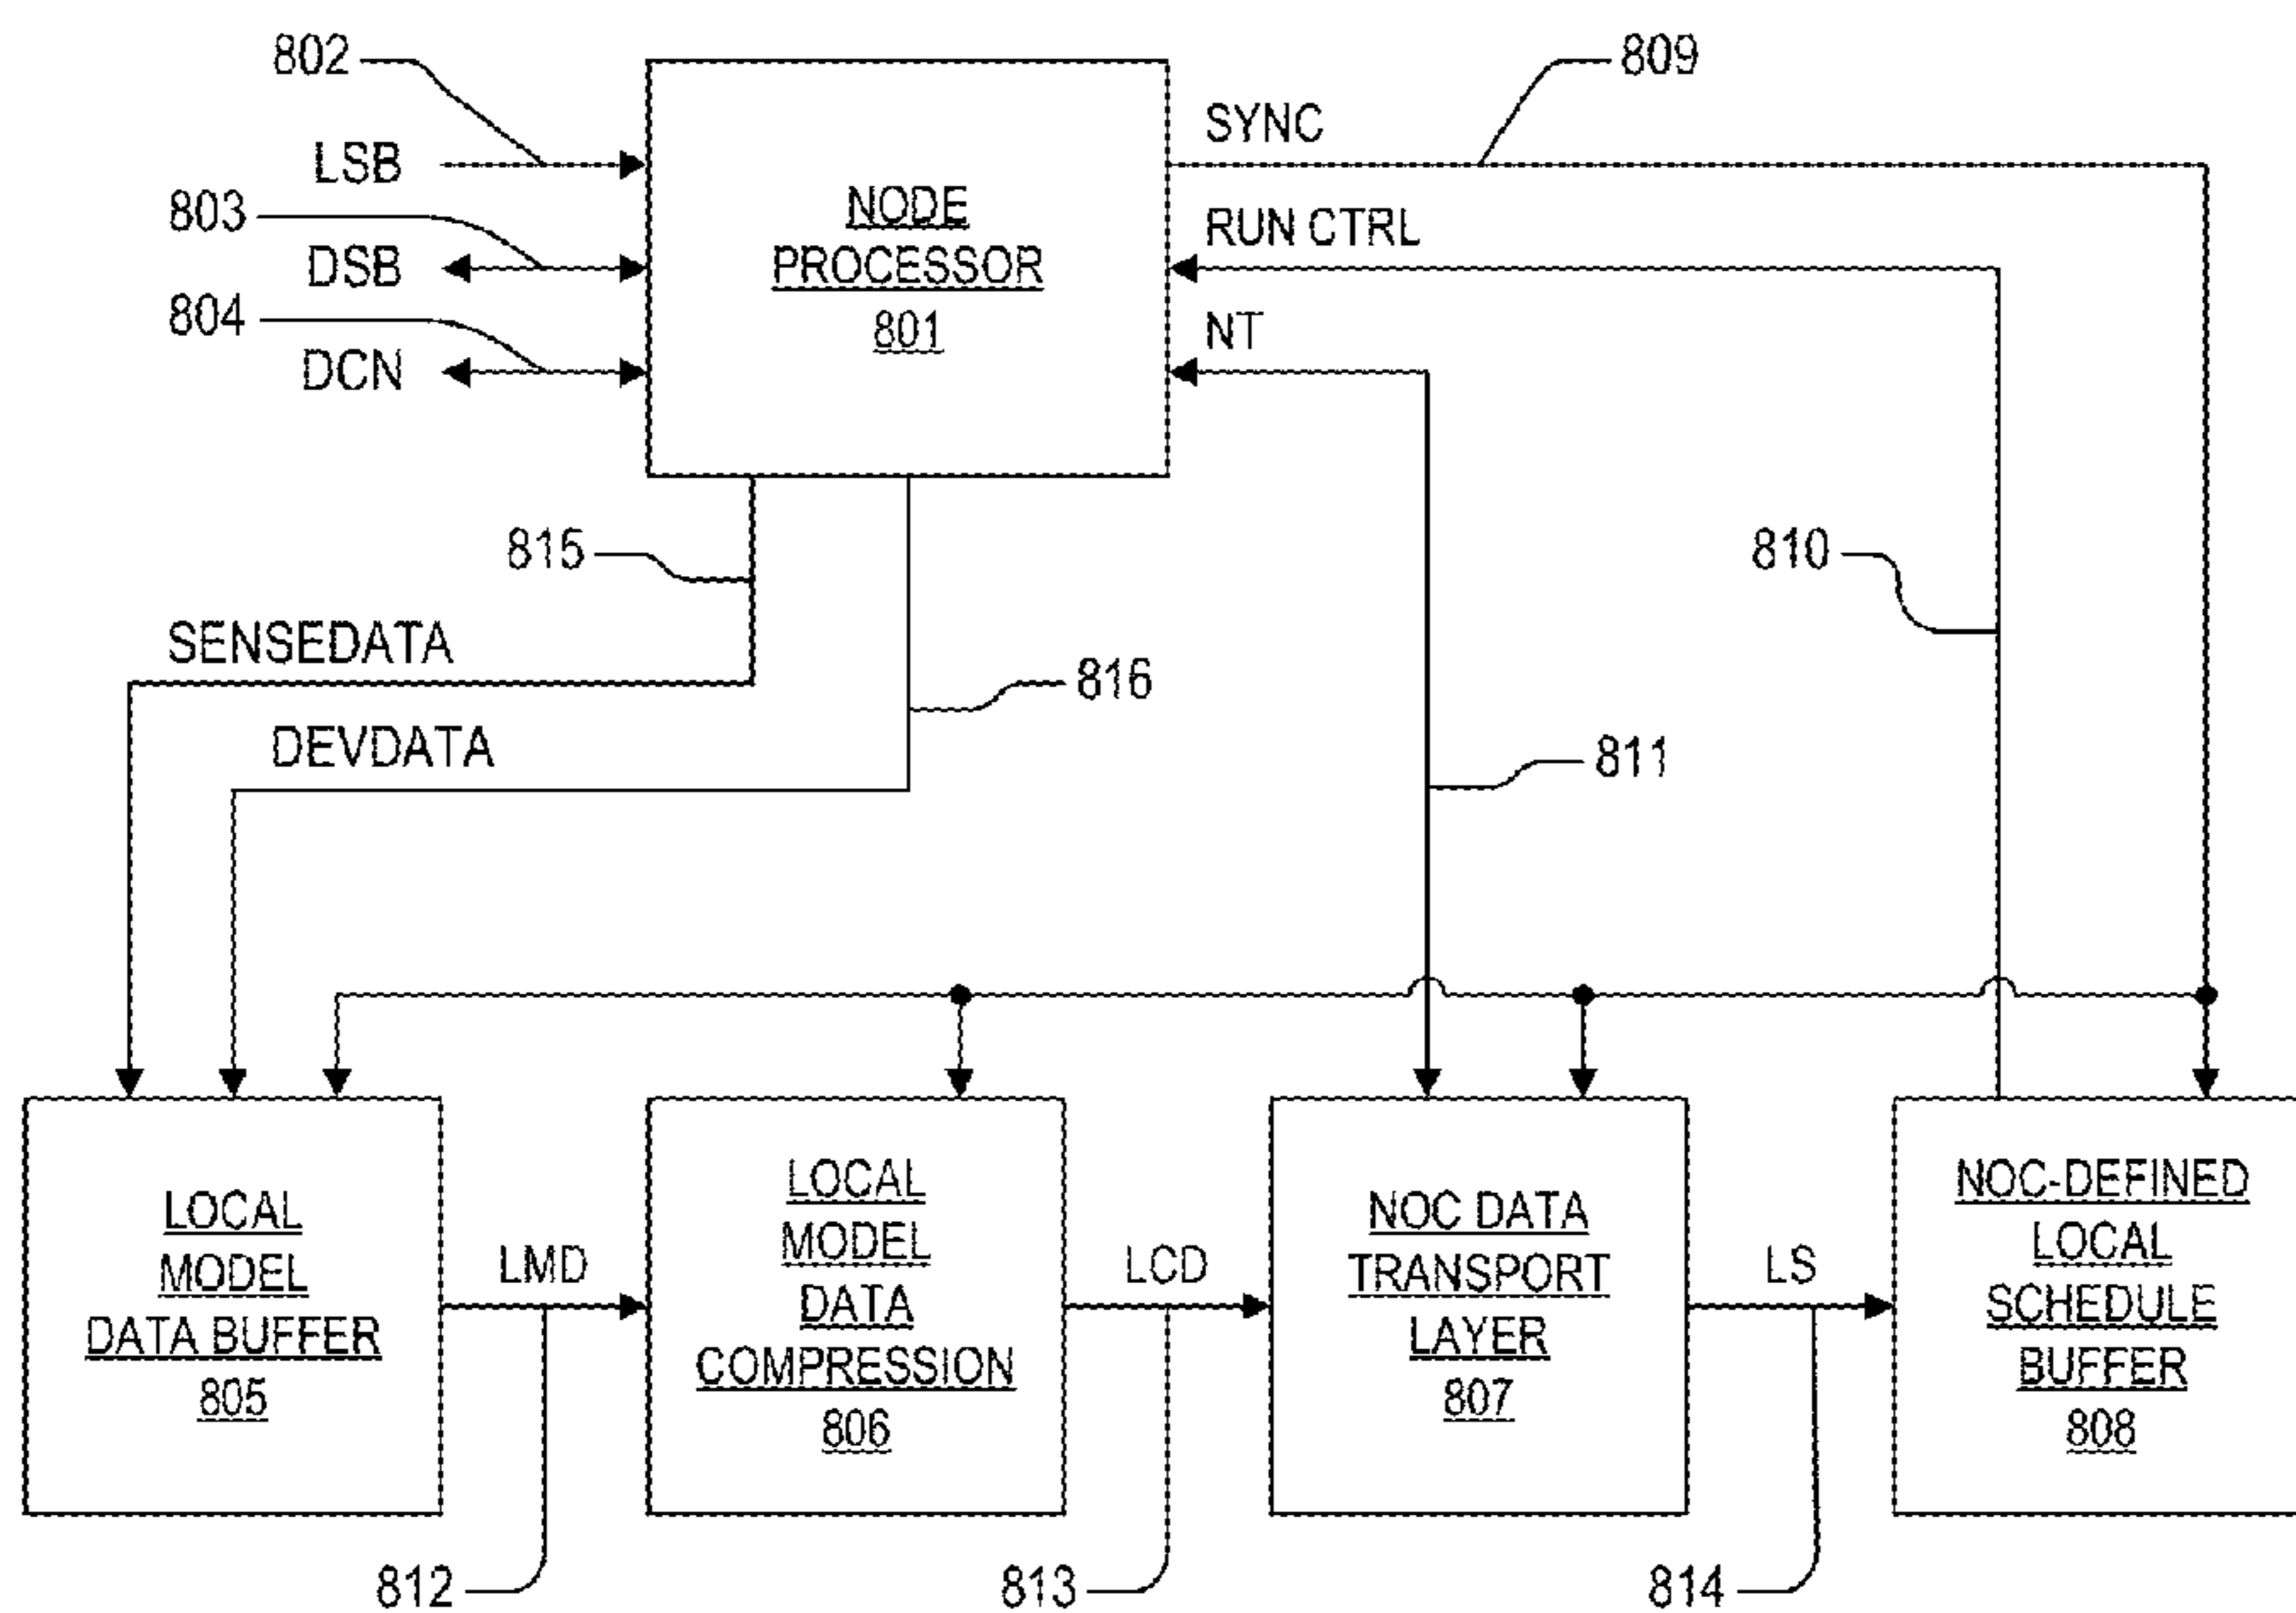 802
809
SYNC
LSB
803
NODE
PROCESSOR
801
RUN CTRL
DSB
804
NT
DCN
815
810
SENSEDATA
816
DEVDATA
811
LOCAL
MODEL
DATA BUFFER
805
LMD
LOCAL
MODEL
DATA
COMPRESSION
806
LCD
NOC DATA
TRANSPORT
LAYER
807
LS
NOC-DEFINED
LOCAL
SCHEDULE
BUFFER
808
812
813
814